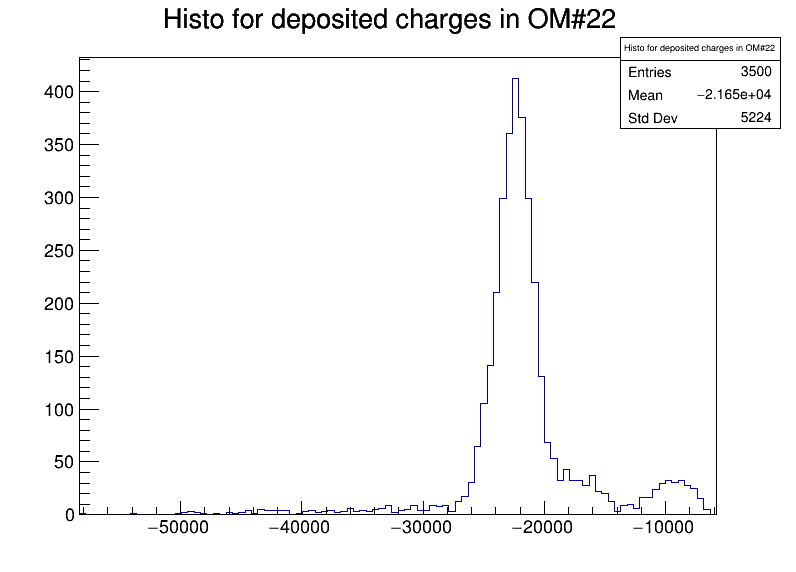 Histo for deposited charges in OM#22
Histo for deposited charges in OM#22
Entries 3500
Mean −2.165e+04
Std Dev 5224
400
350
300
250
200
150
100
50
0
−50000 −40000 −30000 −20000 −10000